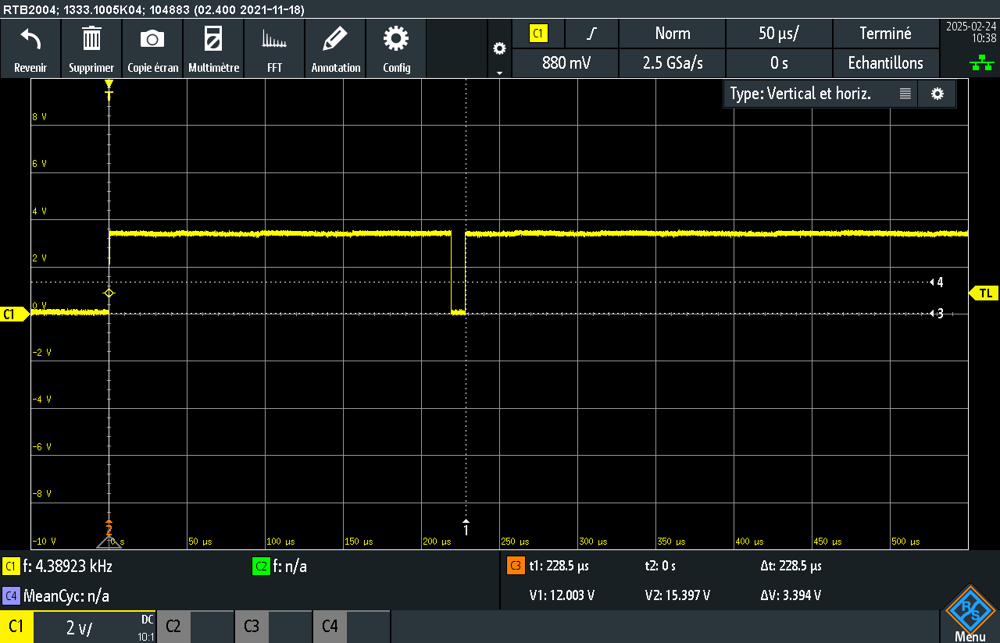 RTB2004; 1333.1005K04; 104883 (02.400 2021-11-18)
Revenir
Supprimer
Copie écran
Multimètre
FFT
Annotation
Config
C1
Norm
50 µs/
Terminé
880 mV
2.5 GSa/s
0 s
Echantillons
2025-02-24
10:38
Type: Vertical et horiz.
T
8 V
6 V
4 V
2 V
4
TL
0 V
C1
3
-2 V
-4 V
-6 V
-8 V
2
1
-10 V
0 s
50 µs
100 µs
150 µs
200 µs
250 µs
300 µs
350 µs
400 µs
450 µs
500 µs
C1 f: 4.38923 kHz
C2 f: n/a
C3 t1: 228.5 µs
t2: 0 s
Δt: 228.5 µs
C4 MeanCyc: n/a
V1: 12.003 V
V2: 15.397 V
ΔV: 3.394 V
C1
2 v/
DC
10:1
C2
C3
C4
R&S
Menu